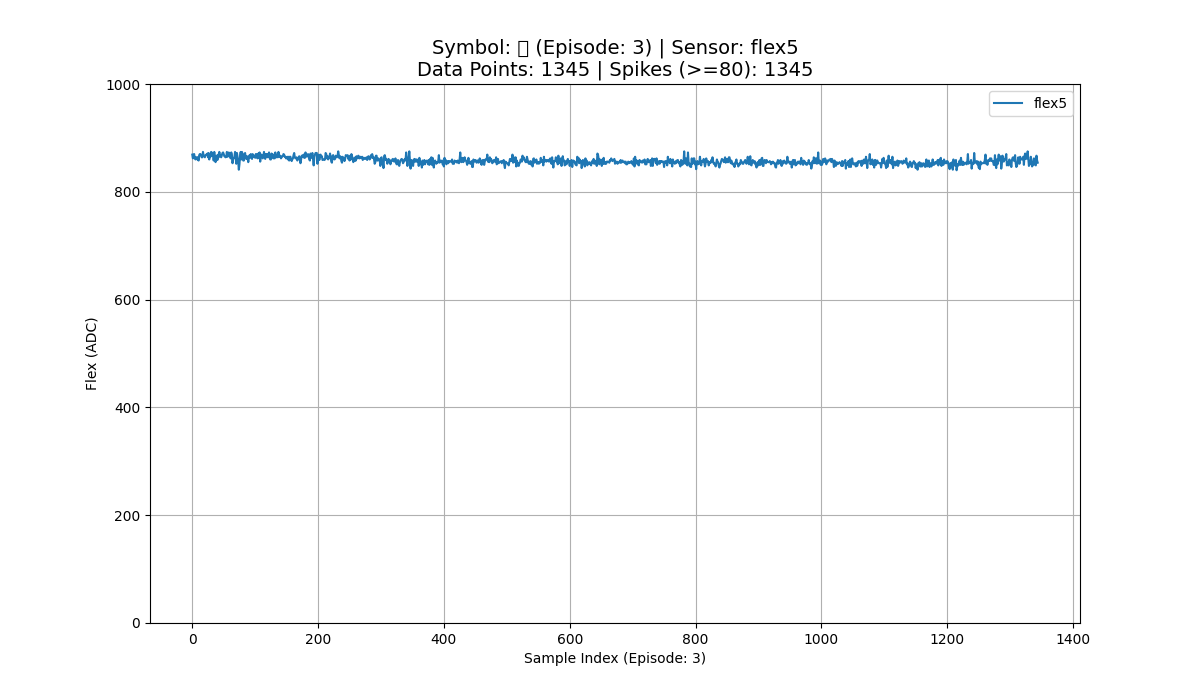 Symbol: (Episode: 3) | Sensor: flex5
Data Points: 1345 | Spikes (>=80): 1345
flex5
1000
800
600
400
200
0
Flex (ADC)
0 200 400 600 800 1000 1200 1400
Sample Index (Episode: 3)